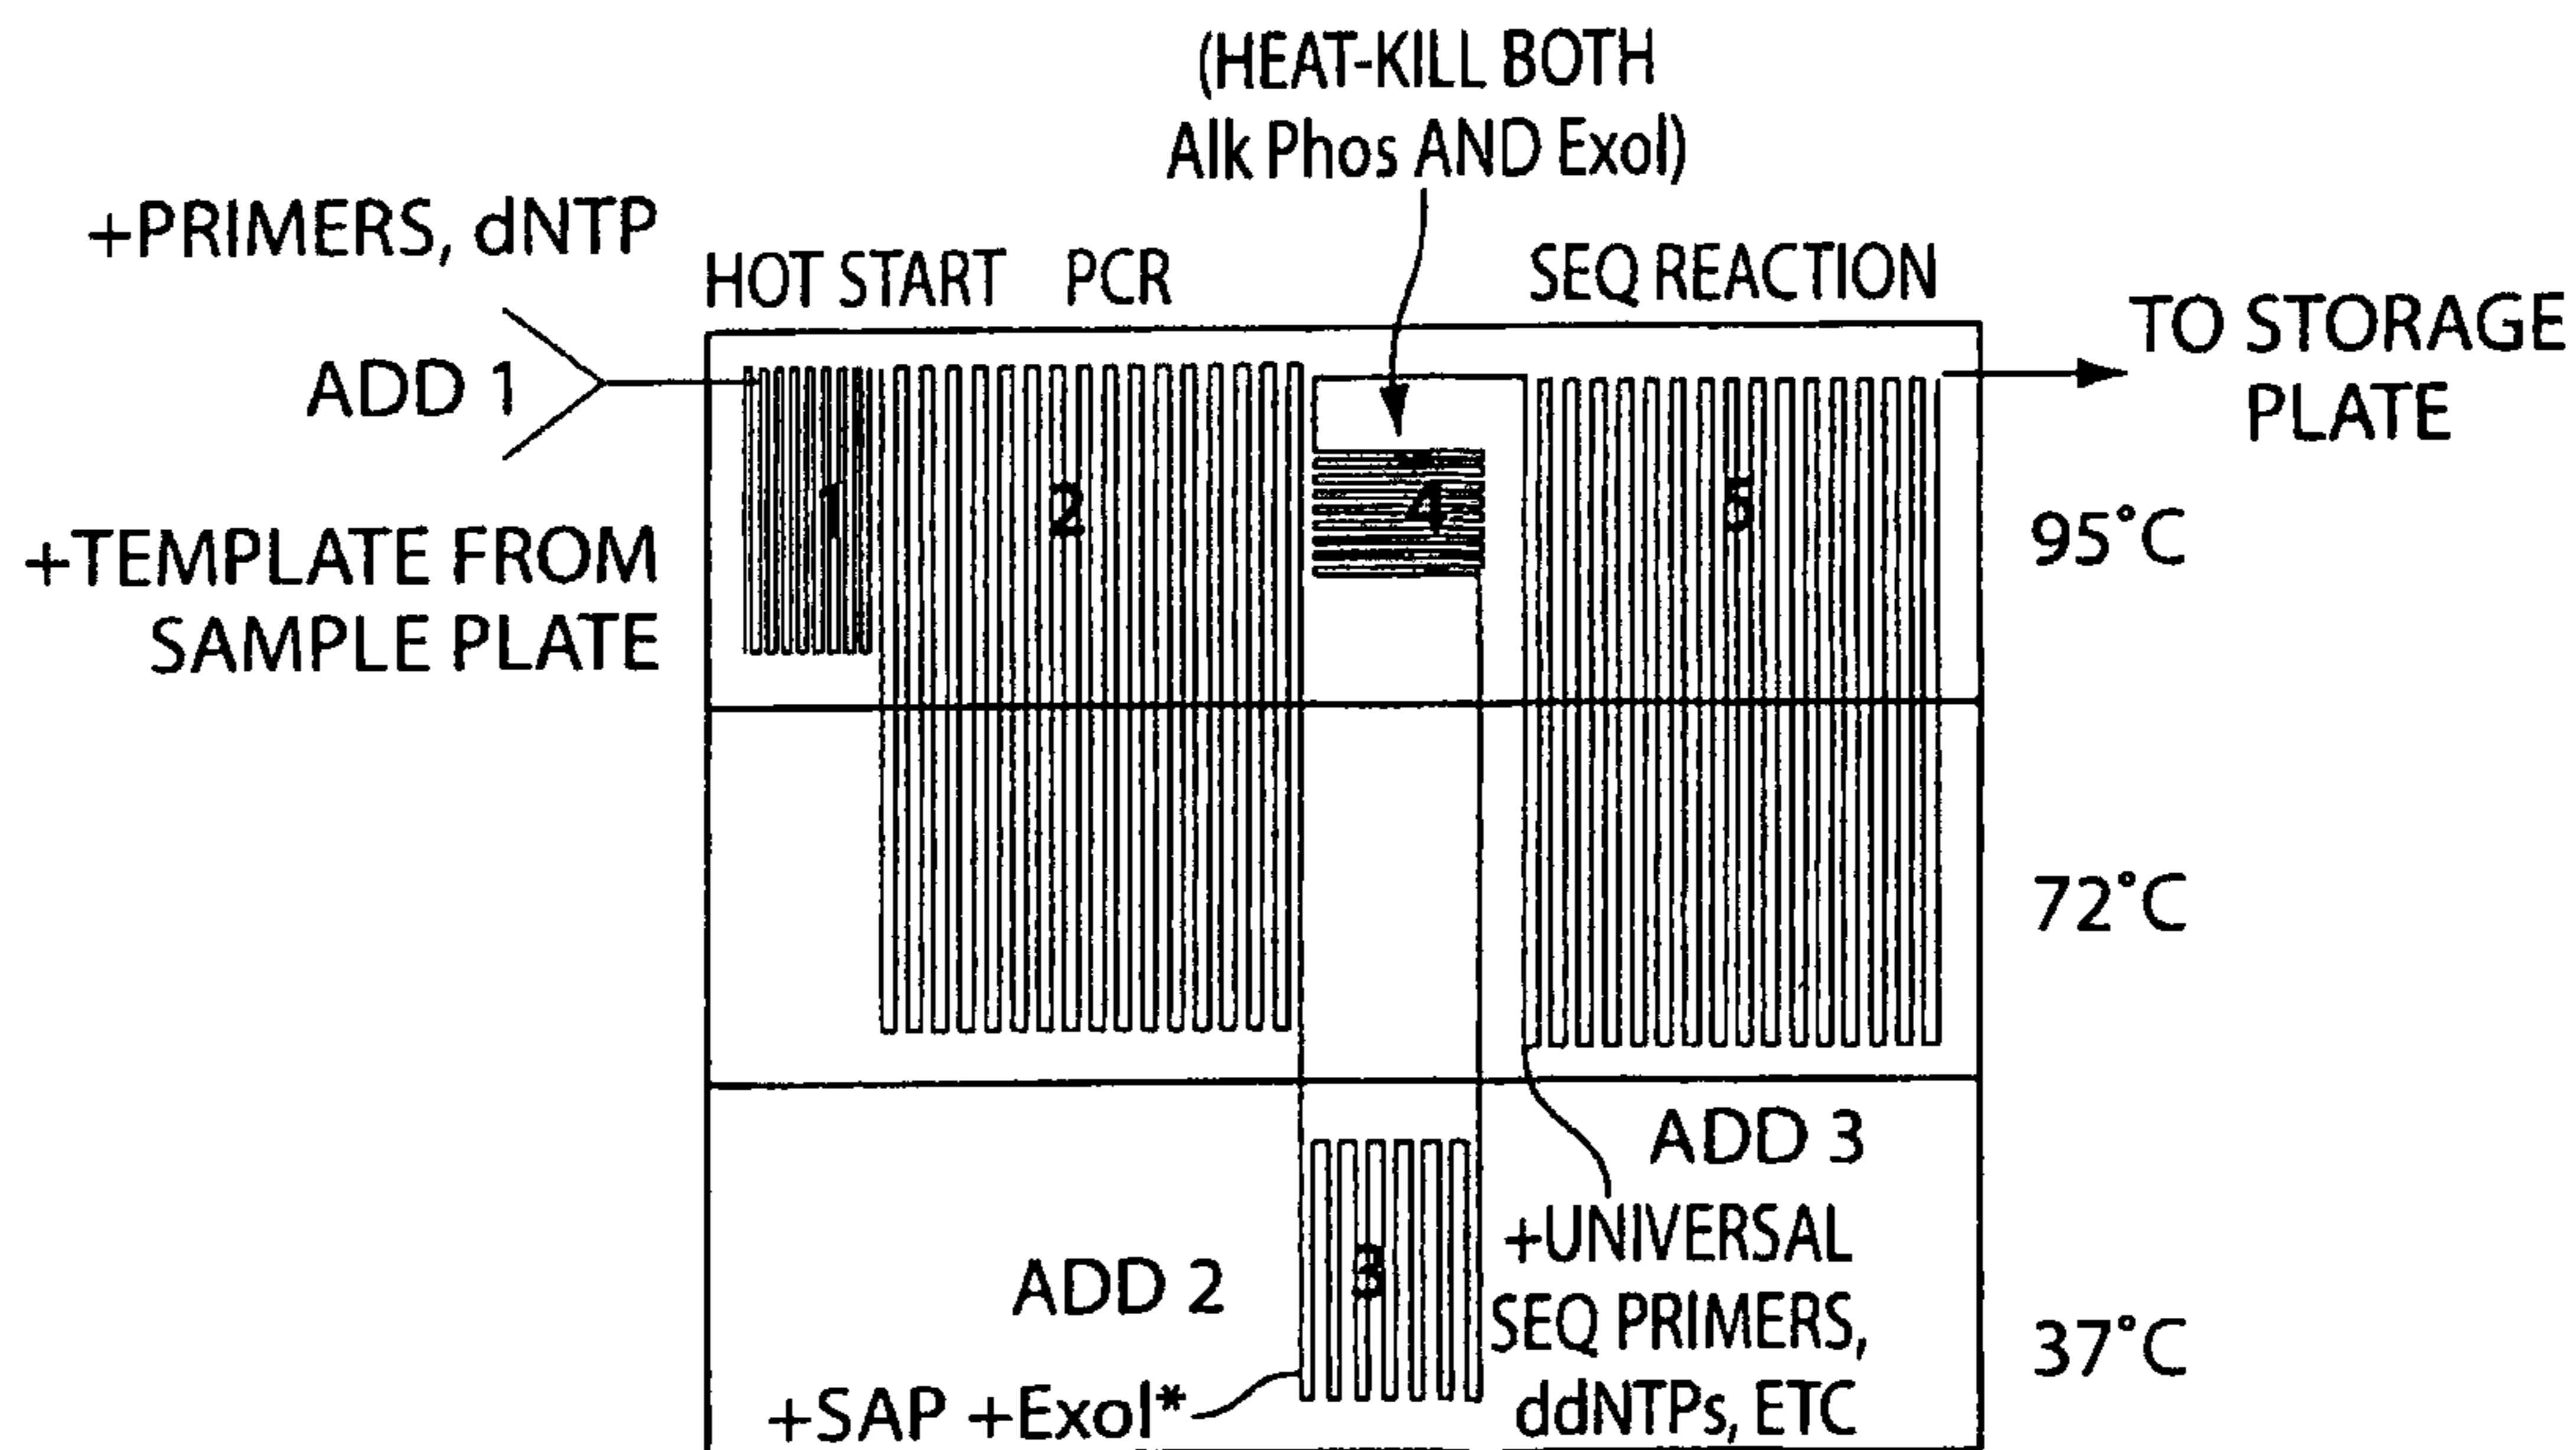 (HEAT-KILL BOTH
Alk Phos AND Exol)
+PRIMERS, dNTP
HOT START PCR
SEQ REACTION
ADD 1
TO STORAGE
PLATE
+TEMPLATE FROM
SAMPLE PLATE
1
2
4
5
95°C
72°C
ADD 3
+UNIVERSAL
SEQ PRIMERS,
ddNTPs, ETC
ADD 2
3
+SAP +Exol*
37°C